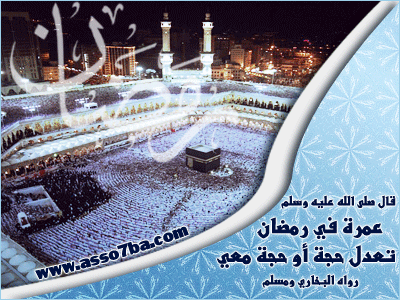 رمضان
قال صلى الله عليه وسلم
عمرة في رمضان
تعدل حجة أو حجة معي
رواه البخاري ومسلم
www.asso7ba.com